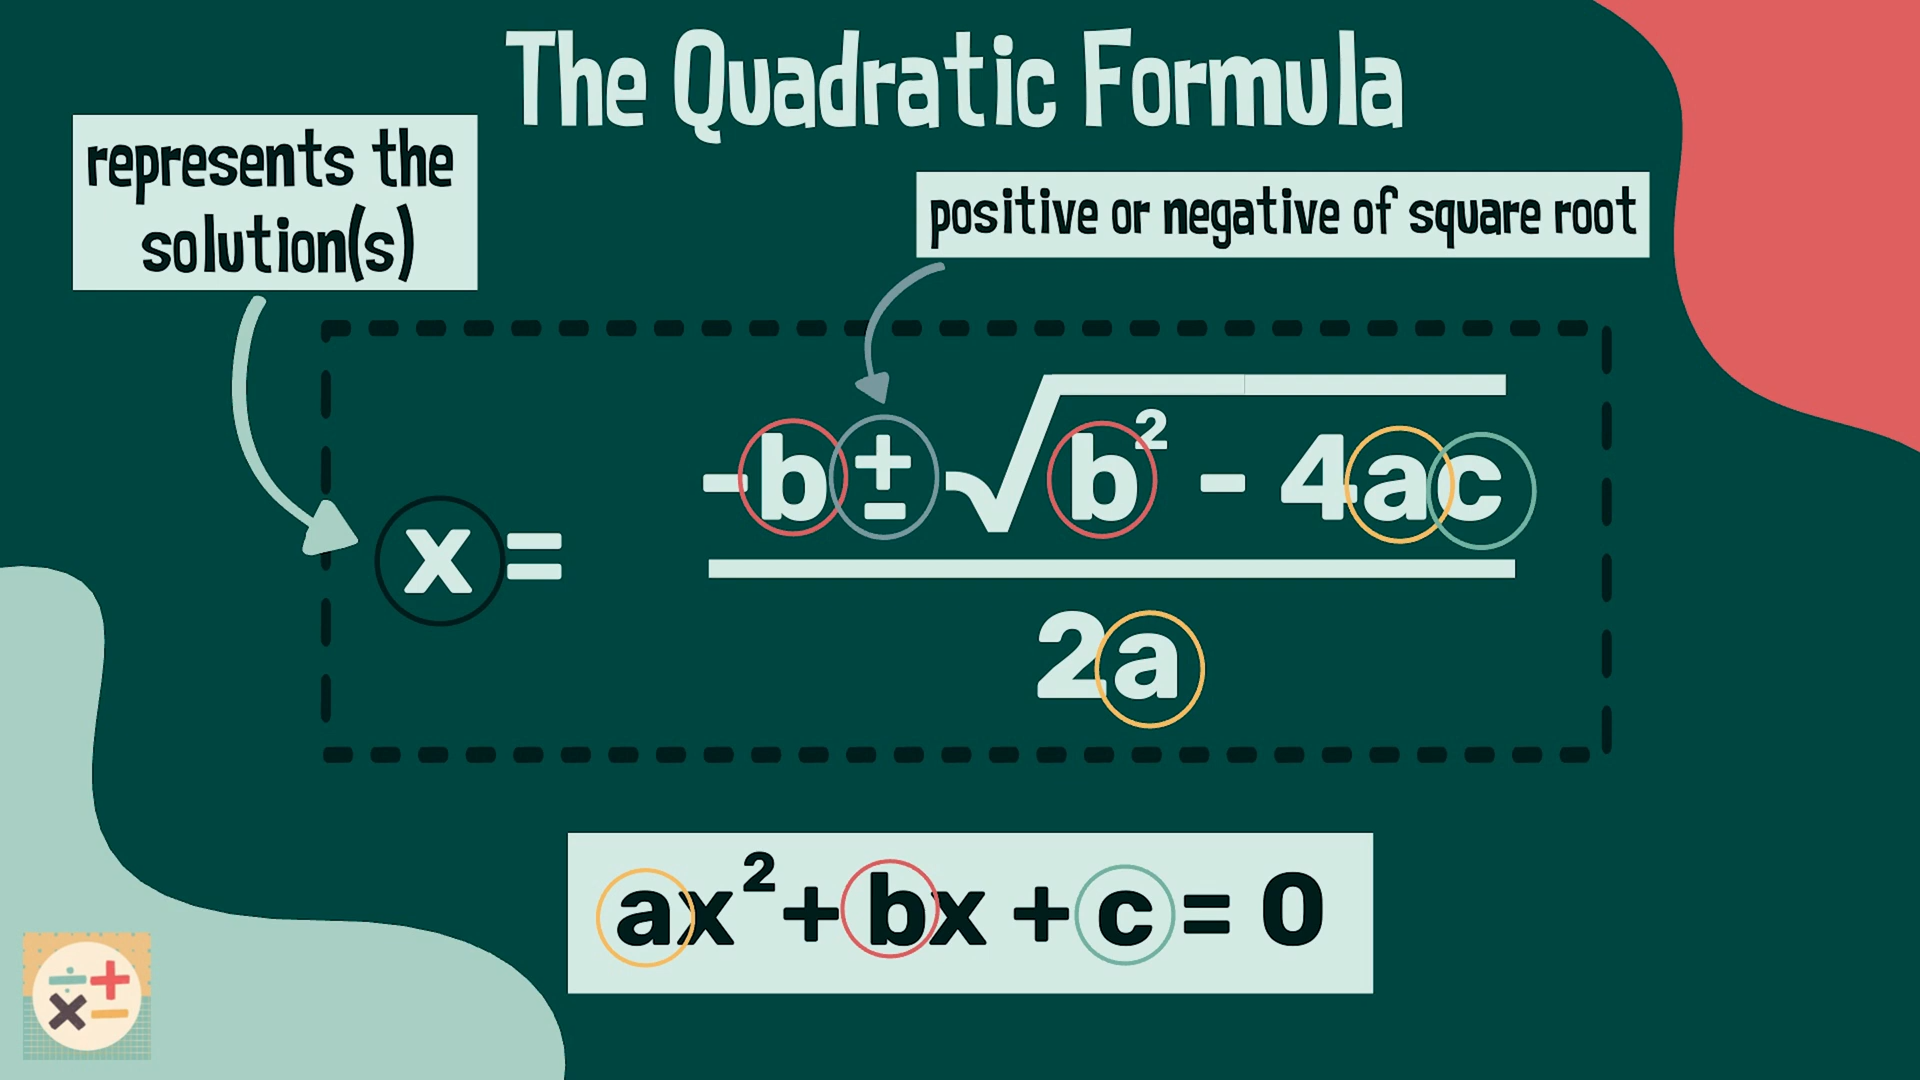 The Quadratic Formula
represents the
solution(s)
positive or negative of square root
x = (-b ± √(b² - 4ac)) / 2a
ax² + bx + c = 0